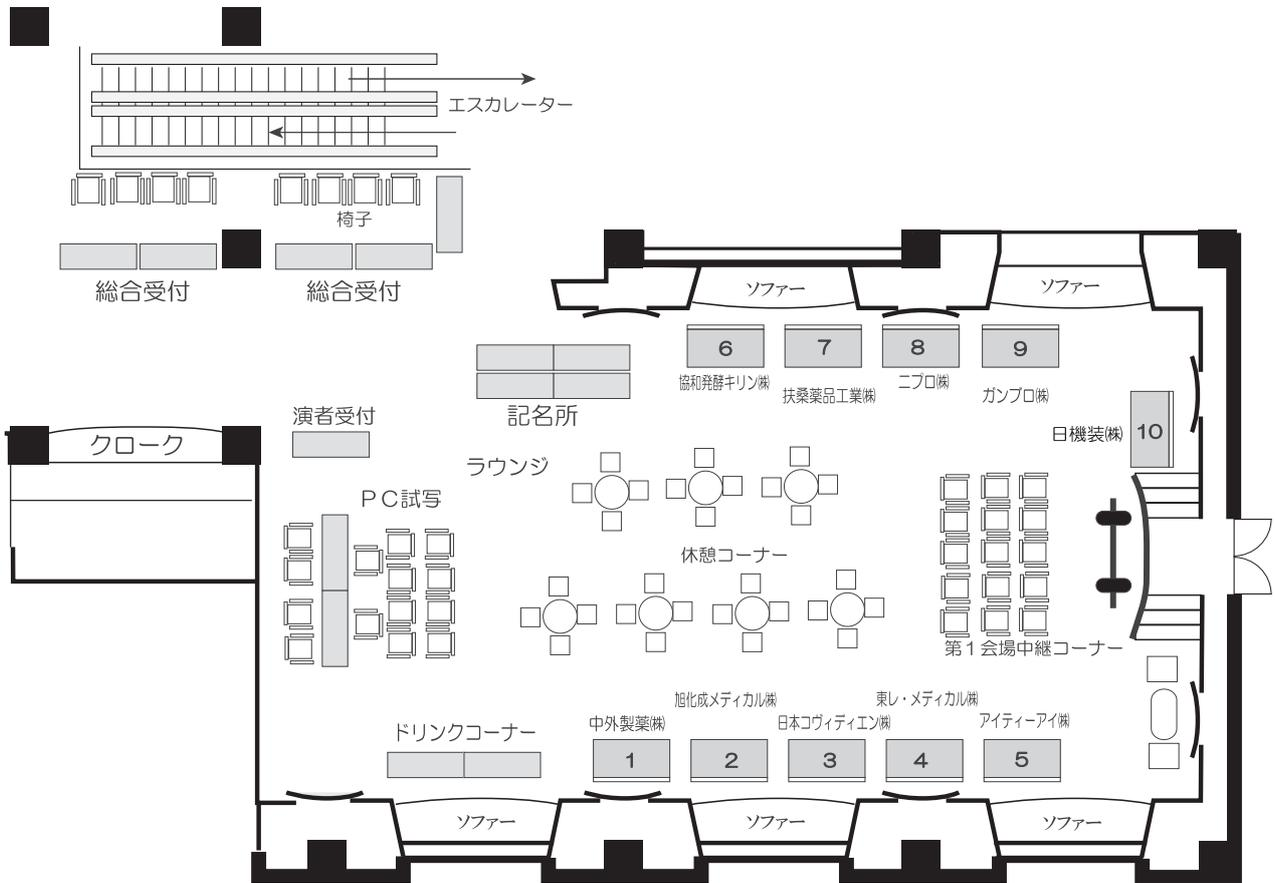 エスカレーター
椅子
総合受付
総合受付
ソファー
ソファー
6
7
8
9
協和発酵キリン㈱
扶桑薬品工業㈱
ニプロ㈱
ガンブロ㈱
記名所
演者受付
クローク
日機装㈱
10
ラウンジ
ＰＣ試写
休憩コーナー
第１会場中継コーナー
ドリンクコーナー
中外製薬㈱
旭化成メディカル㈱
日本コヴィディエン㈱
東レ・メディカル㈱
アイティーアイ㈱
1
2
3
4
5
ソファー
ソファー
ソファー